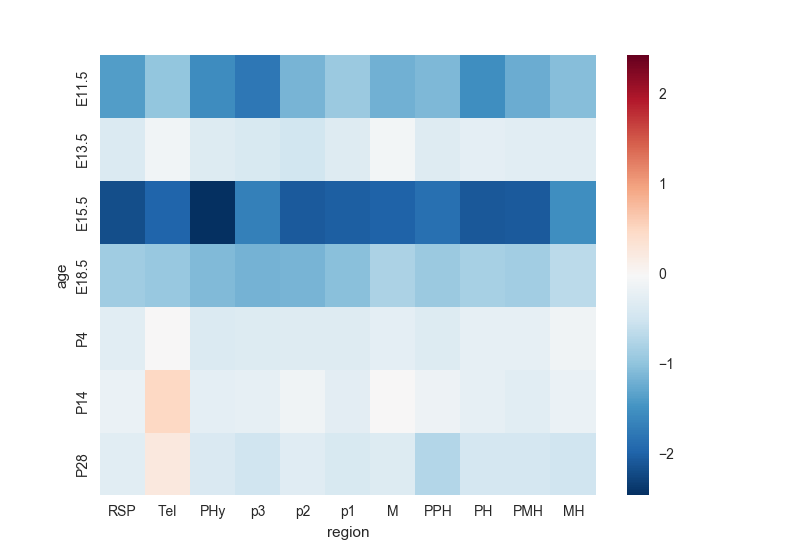 age
E11.5
E13.5
E15.5
E18.5
P4
P14
P28
RSP Tel PHy p3 p2 p1 M PPH PH PMH MH
region
2
1
0
−1
−2